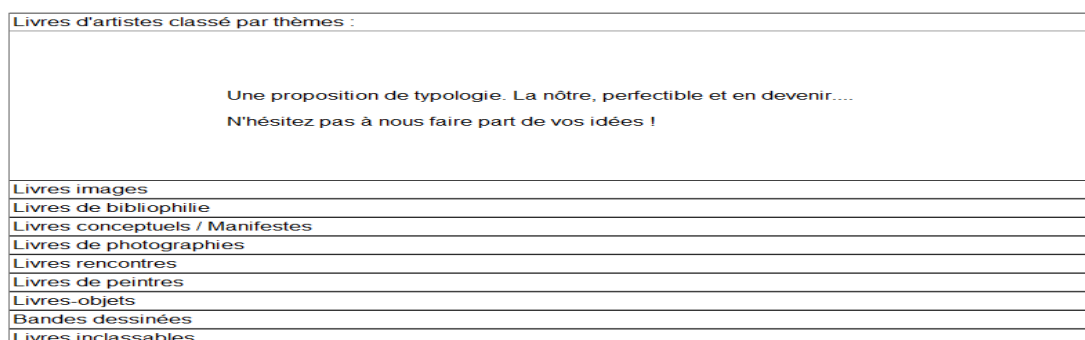 Livres d'artistes classé par thèmes :
Une proposition de typologie. La nôtre, perfectible et en devenir....
N'hésitez pas à nous faire part de vos idées !
Livres images
Livres de bibliophilie
Livres conceptuels / Manifestes
Livres de photographies
Livres rencontres
Livres de peintres
Livres-objets
Bandes dessinées
Livres inclassables